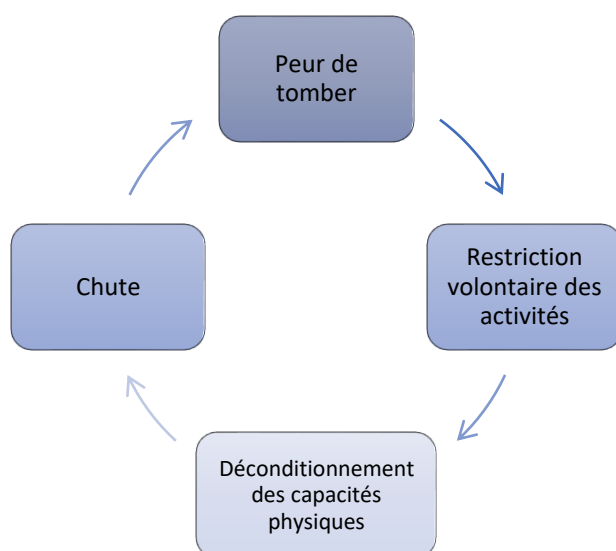 Peur de
tomber
Restriction
volontaire des
activités
Déconditionnement
des capacités
physiques
Chute